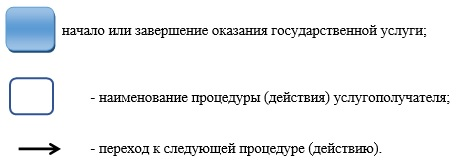 начало или завершение оказания государственной услуги;
- наименование процедуры (действия) услугополучателя;
- переход к следующей процедуре (действию).